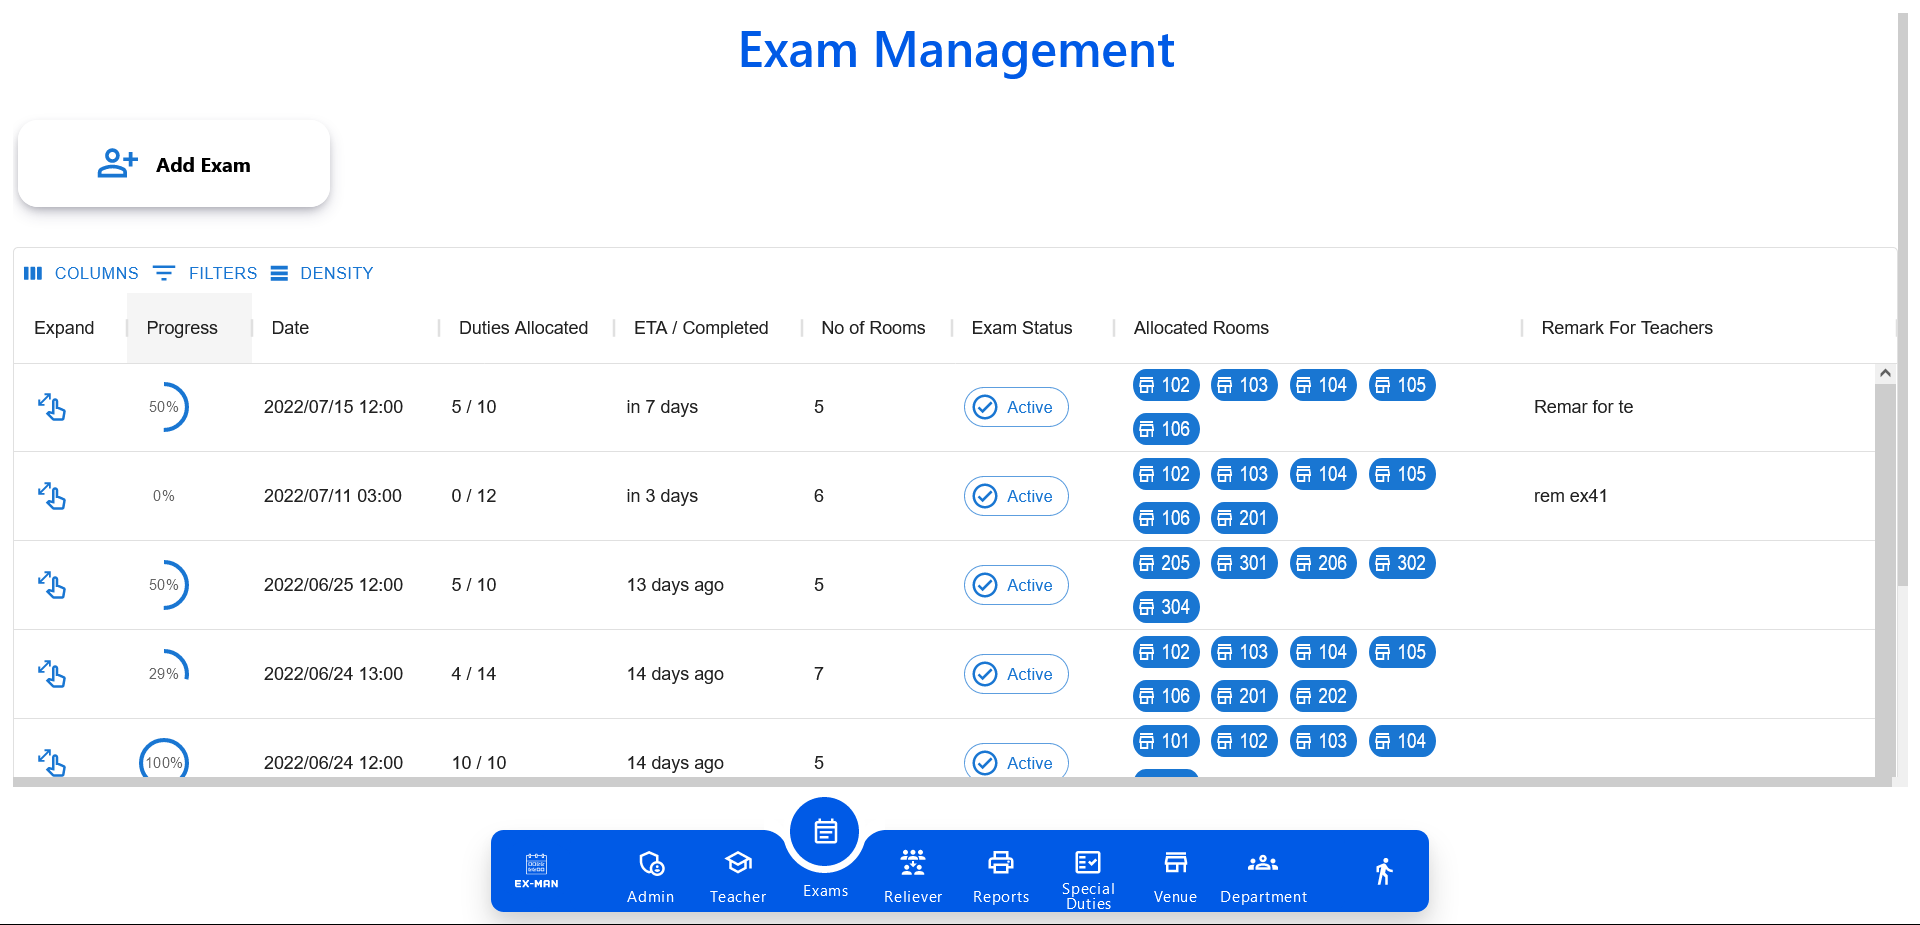 Exam Management
Add Exam
COLUMNS FILTERS DENSITY
Expand Progress Date Duties Allocated ETA / Completed No of Rooms Exam Status Allocated Rooms Remark For Teachers
50% 2022/07/15 12:00 5 / 10 in 7 days 5 Active 102 103 104 105 Remar for te
106
0% 2022/07/11 03:00 0 / 12 in 3 days 6 Active 102 103 104 105 rem ex41
106 201
50% 2022/06/25 12:00 5 / 10 13 days ago 5 Active 205 301 206 302
304
29% 2022/06/24 13:00 4 / 14 14 days ago 7 Active 102 103 104 105
106 201 202
100% 2022/06/24 12:00 10 / 10 14 days ago 5 Active 101 102 103 104
EX-MAN Admin Teacher Exams Reliever Reports Special Duties Venue Department